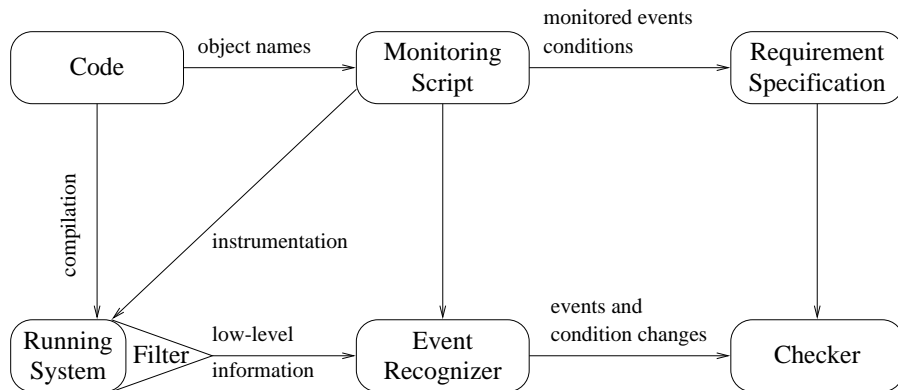 monitored events
conditions
object names
Code
Monitoring
Script
Requirement
Specification
compilation
instrumentation
Running
System
Filter
low-level
information
Event
Recognizer
events and
condition changes
Checker